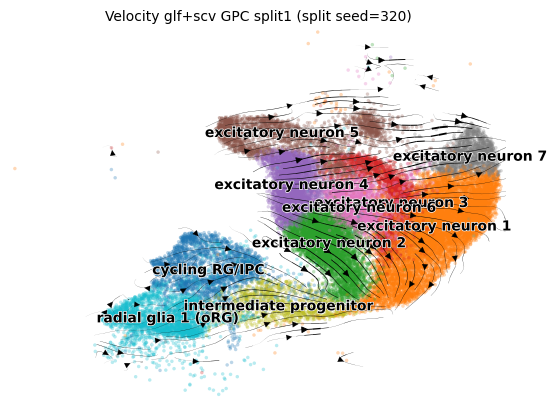 Velocity glf+scv GPC split1 (split seed=320)
excitatory neuron 5
excitatory neuron 7
excitatory neuron 4
excitatory neuron 3
excitatory neuron 6
excitatory neuron 1
excitatory neuron 2
cycling RG/IPC
intermediate progenitor
radial glia 1 (oRG)